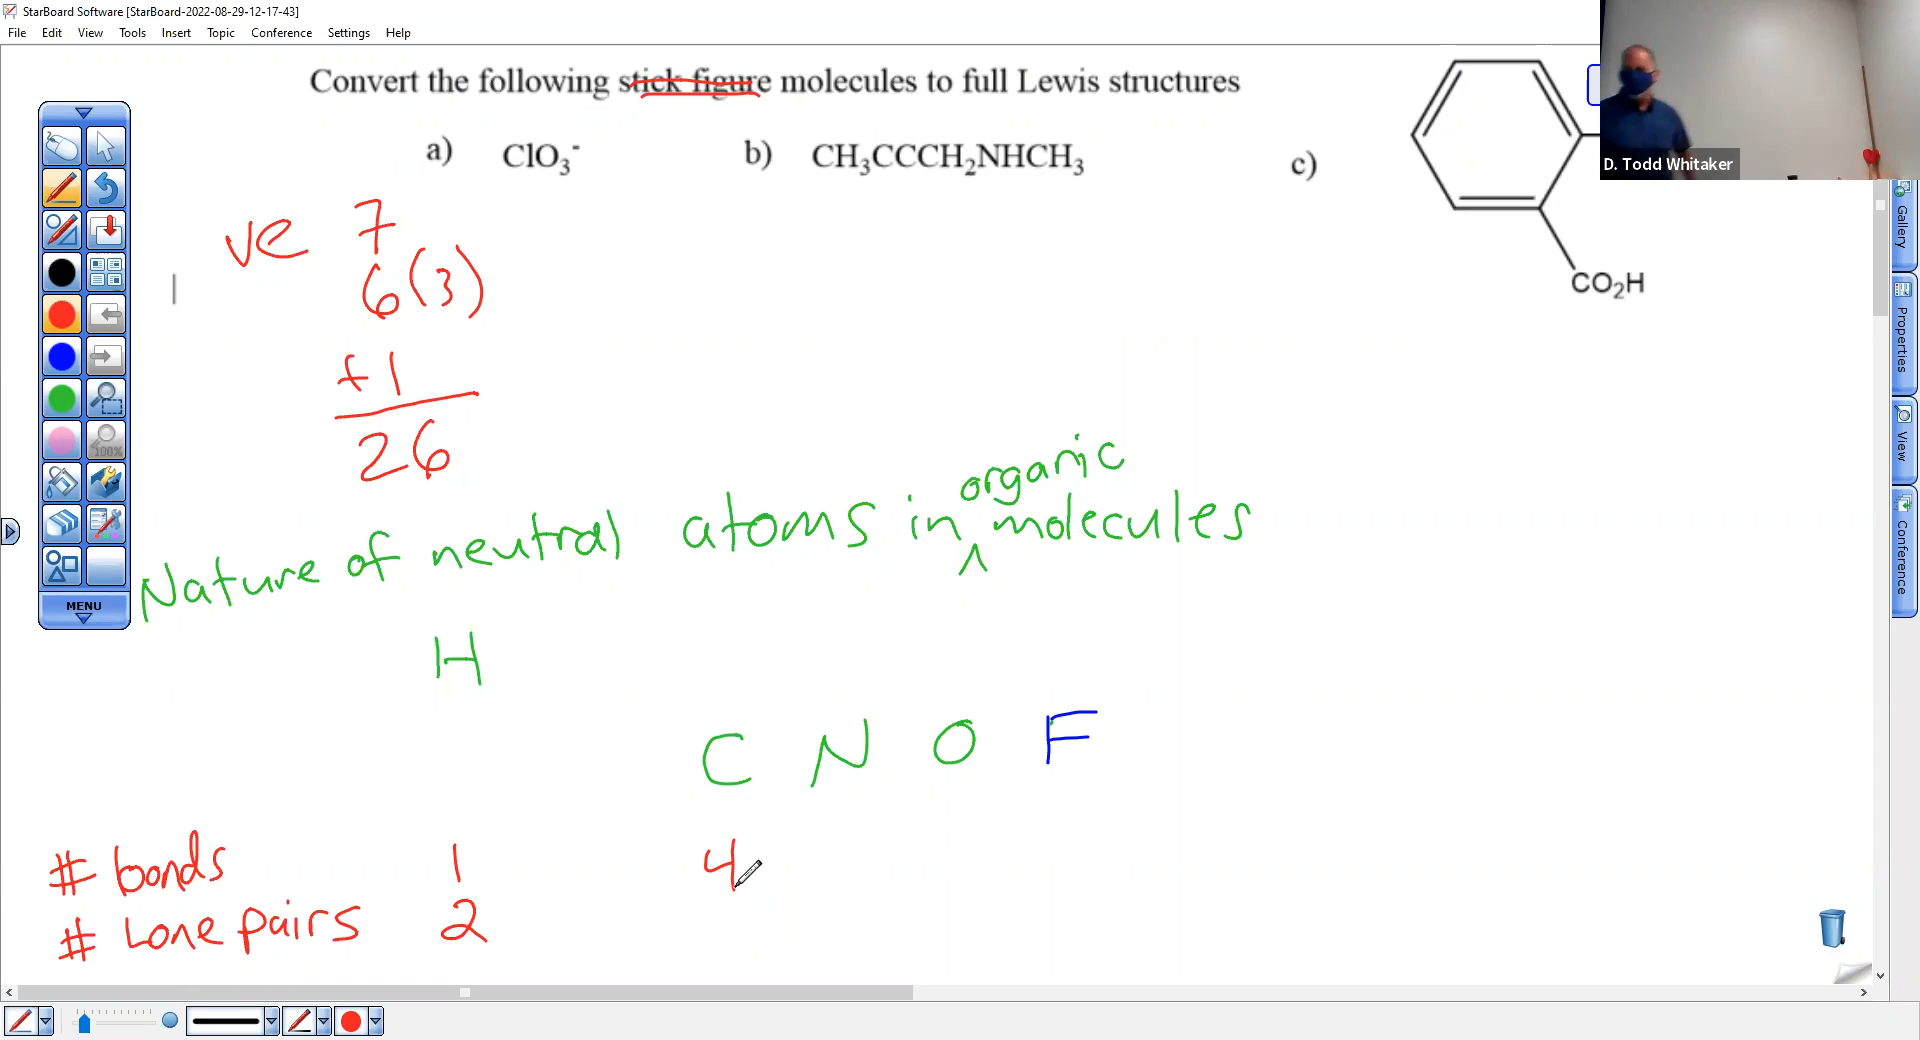 StarBoard Software [StarBoard-2022-08-29-12-17-43]
File Edit View Tools Insert Topic Conference Settings Help
Convert the following stick figure molecules to full Lewis structures
a) ClO₃⁻ b) CH₃CCCH₂NHCH₃ c)
CO₂H
D. Todd Whitaker
MENU
100%
Gallery
Properties
View
Conference
ve 7
6(3)
+1
26
organic
Nature of neutral atoms in ^ molecules
H
C N O F
# bonds 1 4
# Lone pairs 2